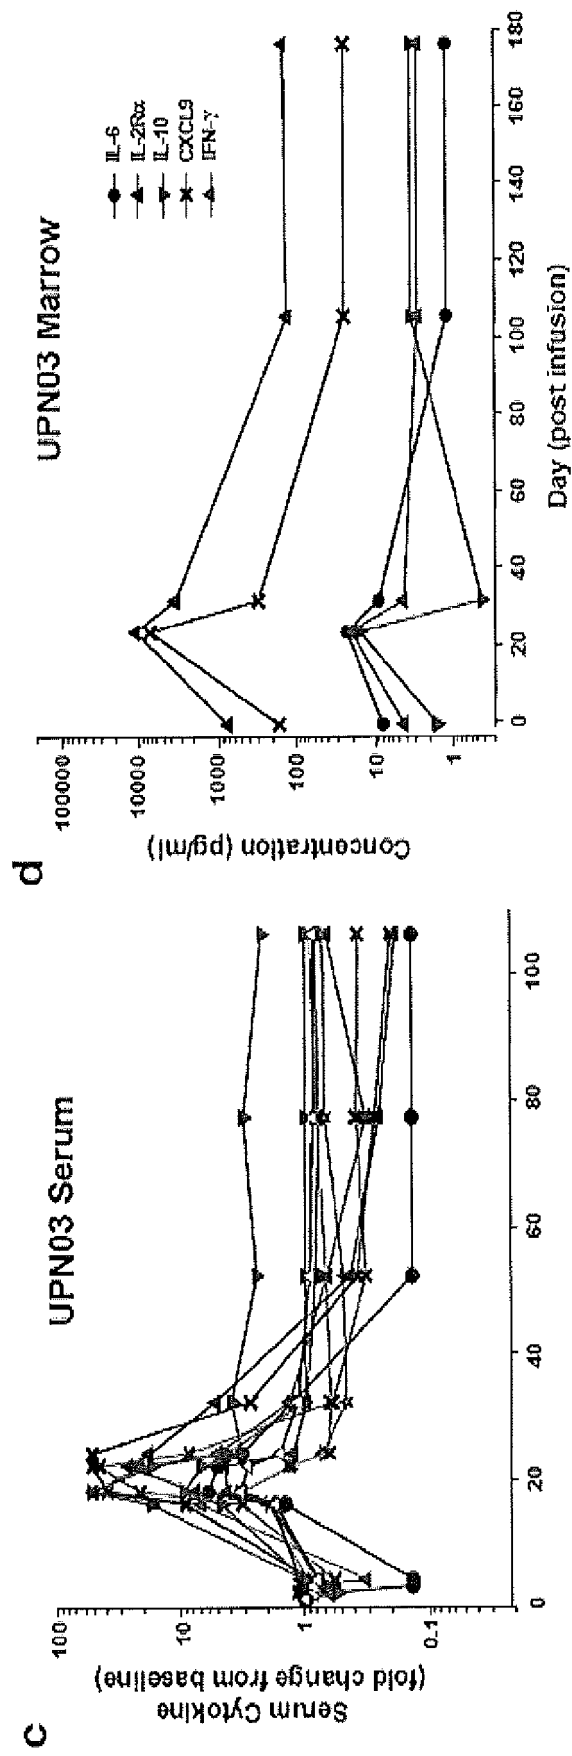 c
UPN03 Serum
Serum Cytokine
(fold change from baseline)
100
10
1
0.1
0
20
40
60
80
100
d
UPN03 Marrow
Concentration (pg/ml)
100000
10000
1000
100
10
1
0
20
40
60
80
100
120
140
160
180
Day (post infusion)
IL-6
IL-2Rα
IL-10
CXCL9
IFN-γ